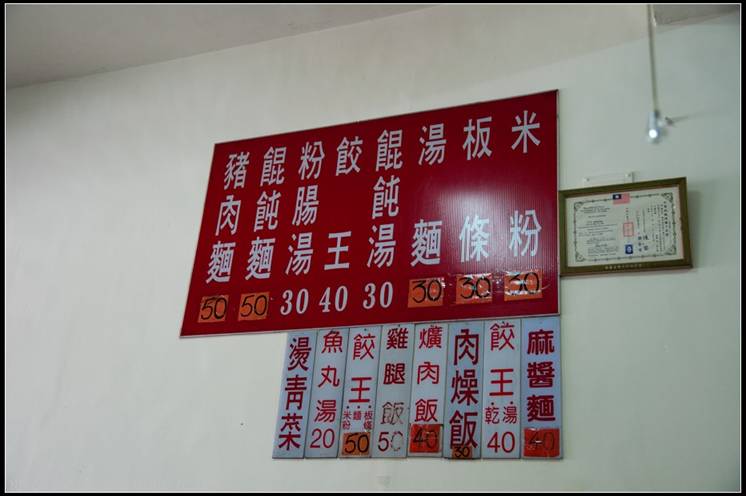 米粉 30
板條 30
湯麵 30
餛飩湯 30
餃王 40
粉腸湯 30
餛飩麵 50
豬肉麵 50
麻醬麵 40
餃王 乾·湯 40
肉燥飯 30
爌肉飯 40
雞腿飯 50
餃王 板條·麵·米粉 50
魚丸湯 20
燙青菜